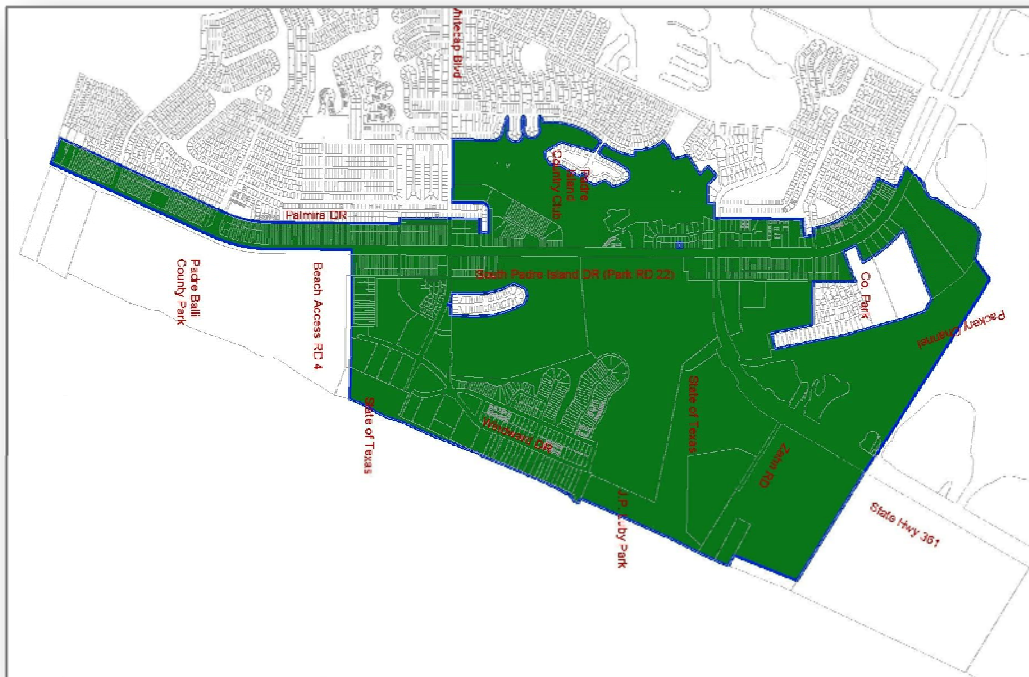 Whitecap Blvd
Padre
Island
Country Club
Palmira DR
South Padre Island DR (Park RD 22)
Padre Balli
County Park
Beach Access RD 4
Co. Park
Packery Channel
State of Texas
State of Texas
Windward DR
Zahn RD
J.P. Luby Park
State Hwy 361